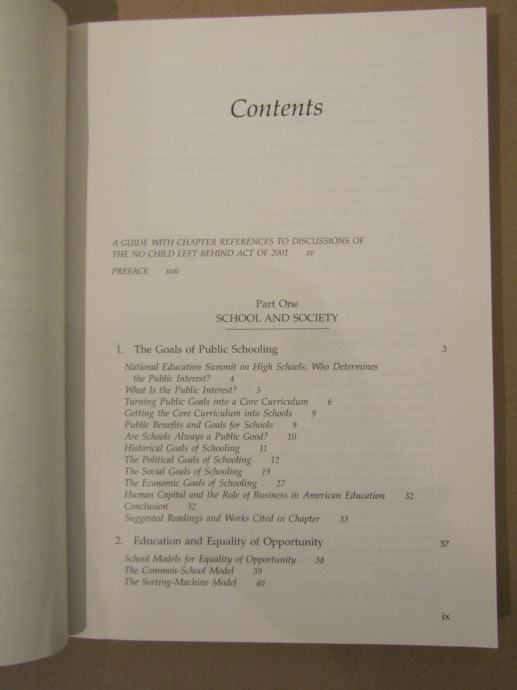 Contents
A GUIDE WITH CHAPTER REFERENCES TO DISCUSSIONS OF
THE NO CHILD LEFT BEHIND ACT OF 2001 xv
PREFACE xvii
Part One
SCHOOL AND SOCIETY
1. The Goals of Public Schooling 3
National Education Summit on High Schools: Who Determines
the Public Interest? 4
What Is the Public Interest? 5
Turning Public Goals into a Core Curriculum 6
Getting the Core Curriculum into Schools 9
Public Benefits and Goals for Schools 9
Are Schools Always a Public Good? 10
Historical Goals of Schooling 11
The Political Goals of Schooling 12
The Social Goals of Schooling 19
The Economic Goals of Schooling 27
Human Capital and the Role of Business in American Education 32
Conclusion 32
Suggested Readings and Works Cited in Chapter 33
2. Education and Equality of Opportunity 37
School Models for Equality of Opportunity 38
The Common-School Model 39
The Sorting-Machine Model 40
ix